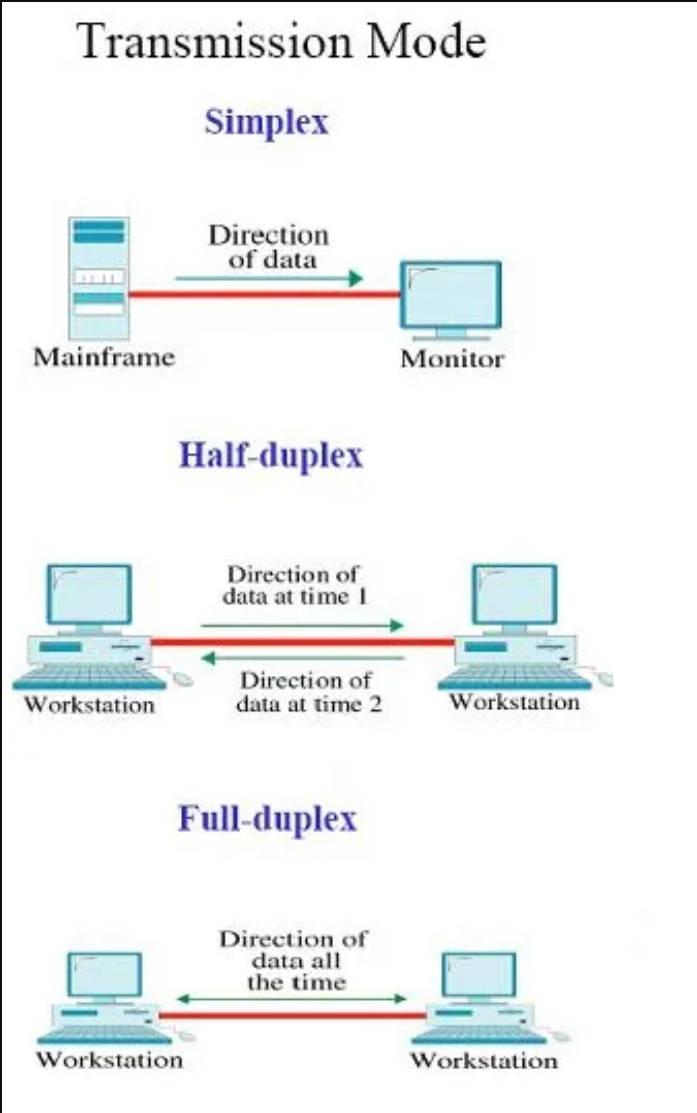 Transmission Mode
Simplex
Direction
of data
Mainframe
Monitor
Half-duplex
Direction of
data at time 1
Direction of
data at time 2
Workstation
Workstation
Full-duplex
Direction of
data all
the time
Workstation
Workstation